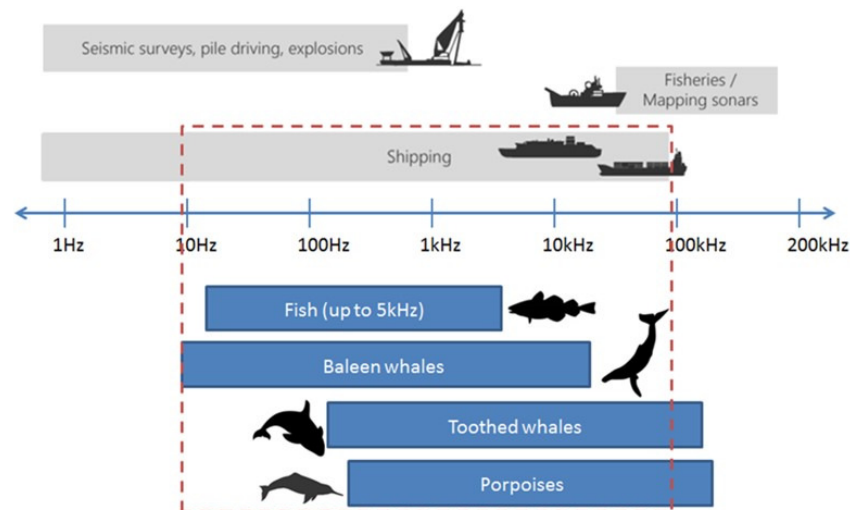 Seismic surveys, pile driving, explosions
Fisheries /
Mapping sonars
Shipping
1Hz 10Hz 100Hz 1kHz 10kHz 100kHz 200kHz
Fish (up to 5kHz)
Baleen whales
Toothed whales
Porpoises